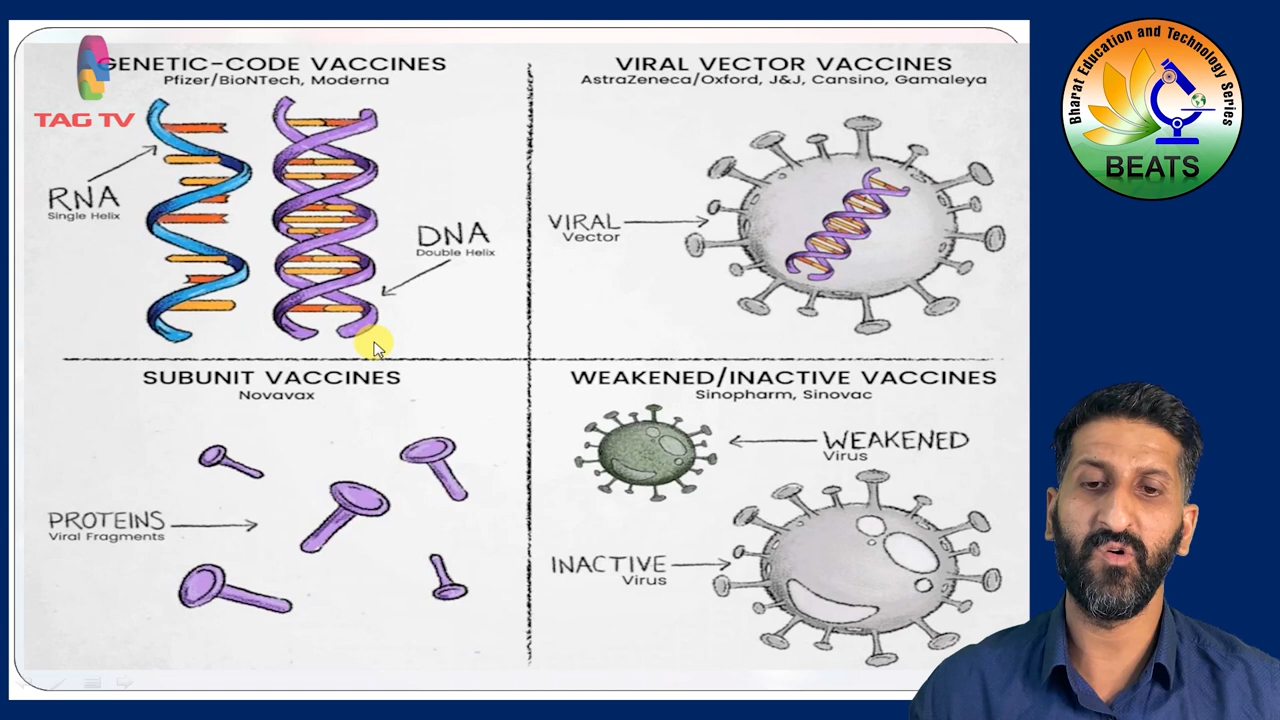 GENETIC-CODE VACCINES
Pfizer/BioNTech, Moderna
TAG TV
RNA
Single Helix
DNA
Double Helix
VIRAL VECTOR VACCINES
AstraZeneca/Oxford, J&J, Cansino, Gamaleya
VIRAL
Vector
SUBUNIT VACCINES
Novavax
PROTEINS
Viral Fragments
WEAKENED/INACTIVE VACCINES
Sinopharm, Sinovac
WEAKENED
Virus
INACTIVE
Virus
Bharat Education and Technology Series
BEATS